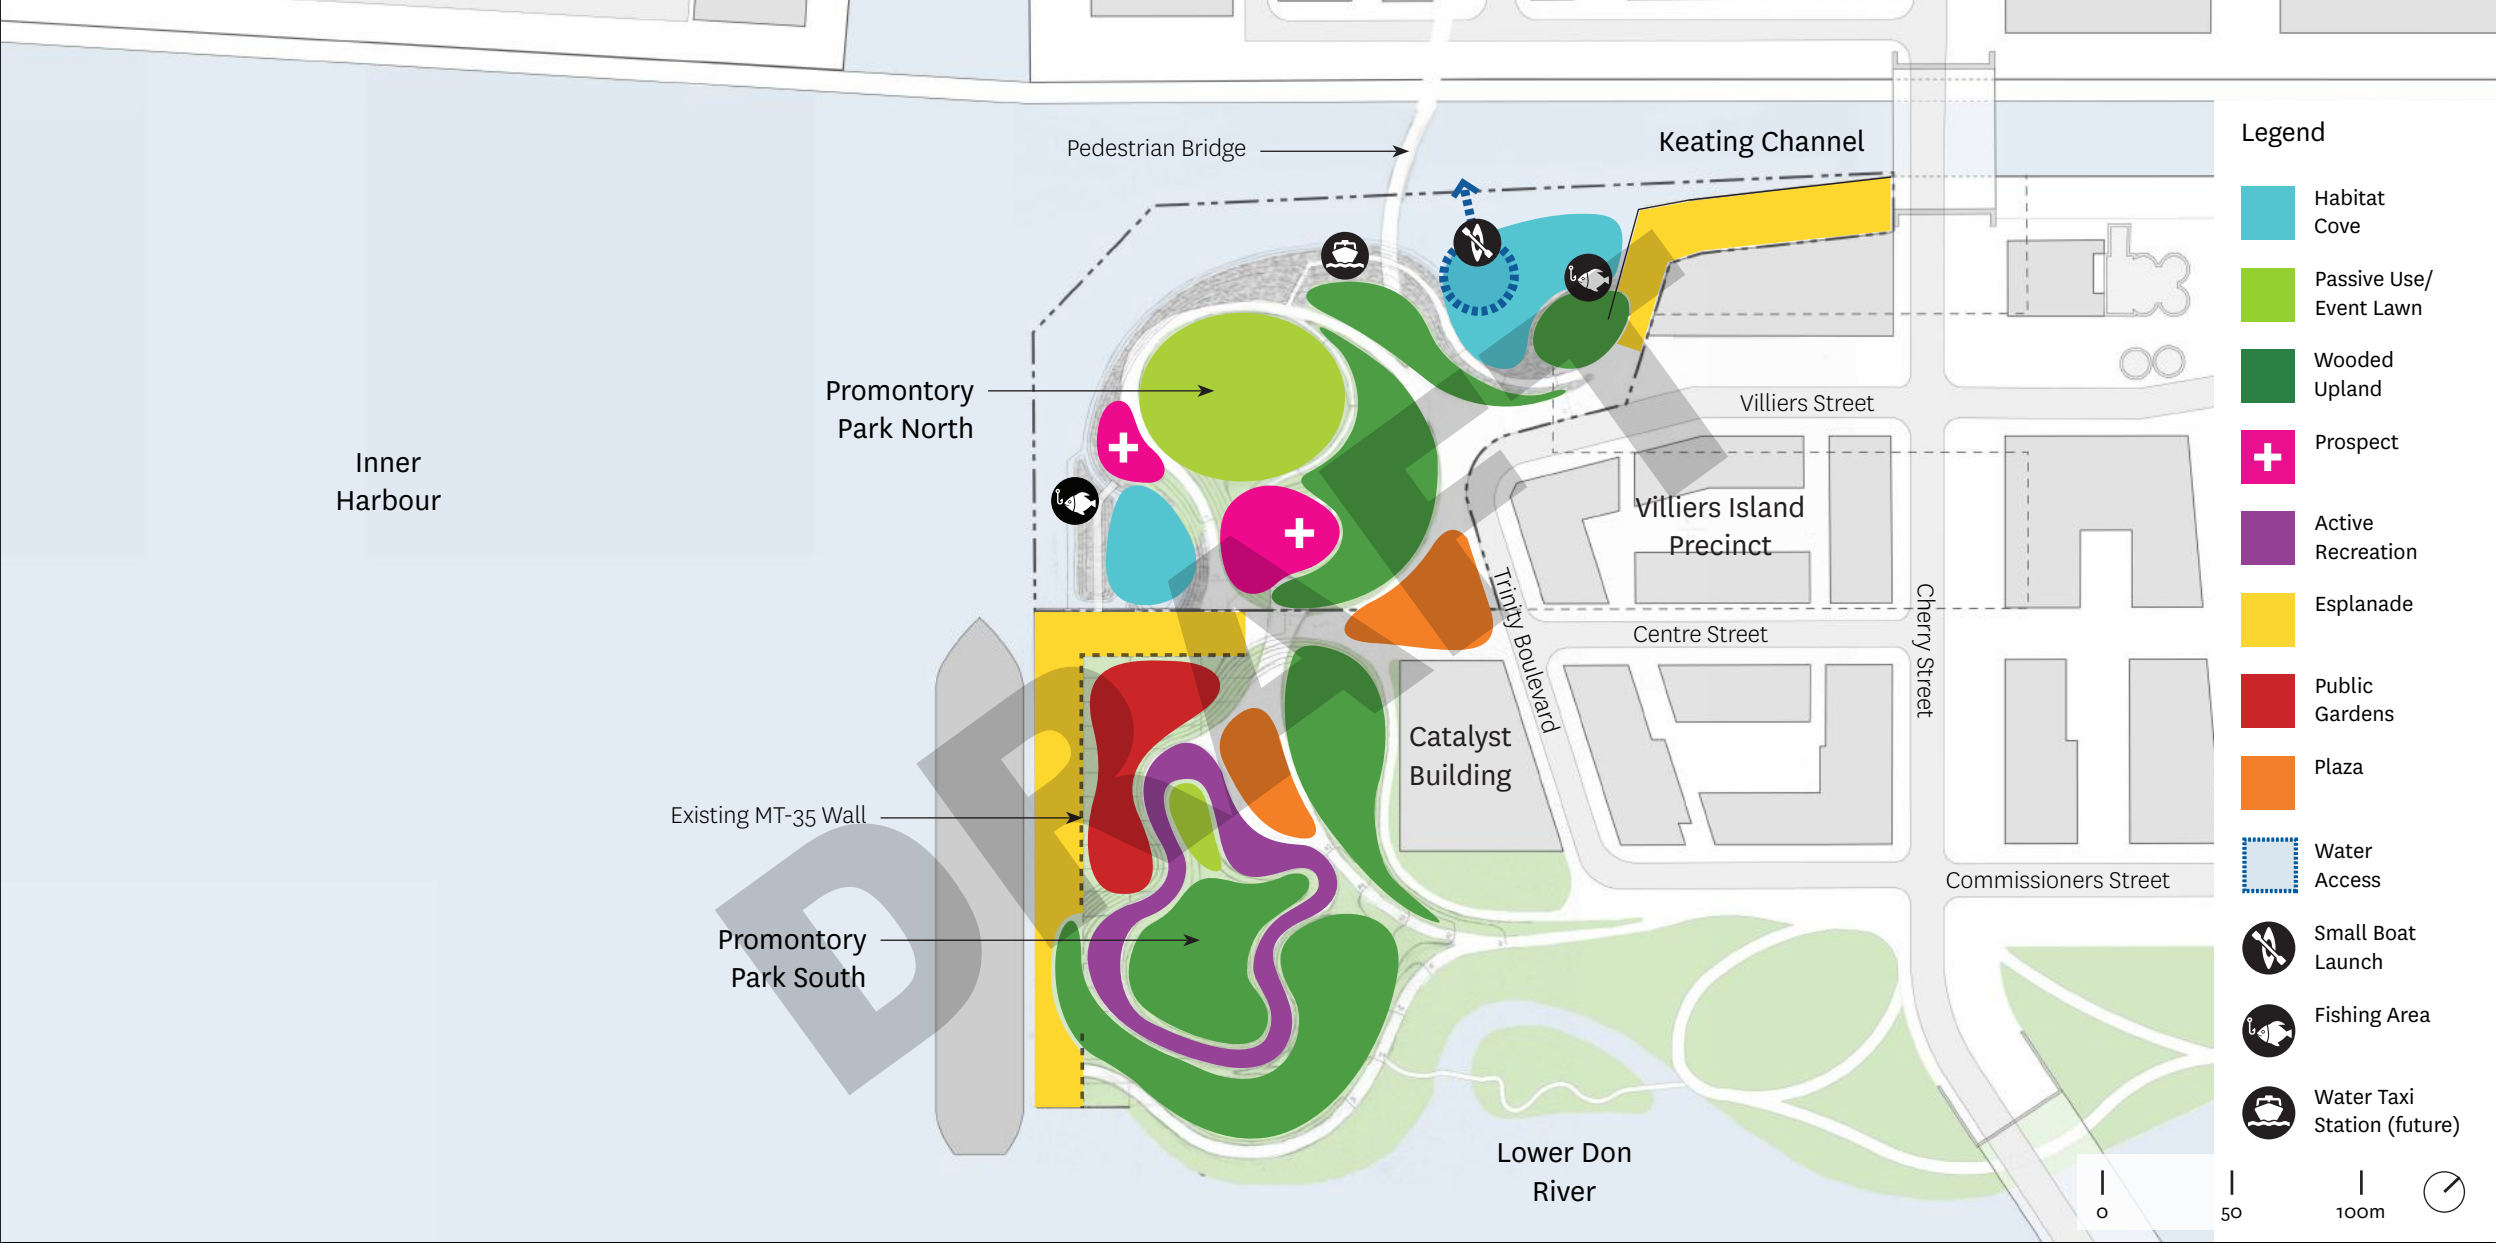 Pedestrian Bridge
Keating Channel
Promontory
Park North
Inner
Harbour
Villiers Street
Villiers Island
Precinct
Trinity Boulevard
Centre Street
Cherry Street
Catalyst
Building
Existing MT-35 Wall
Commissioners Street
Promontory
Park South
Lower Don
River
DRAFT
Legend
Habitat
Cove
Passive Use/
Event Lawn
Wooded
Upland
Prospect
Active
Recreation
Esplanade
Public
Gardens
Plaza
Water
Access
Small Boat
Launch
Fishing Area
Water Taxi
Station (future)
0
50
100m